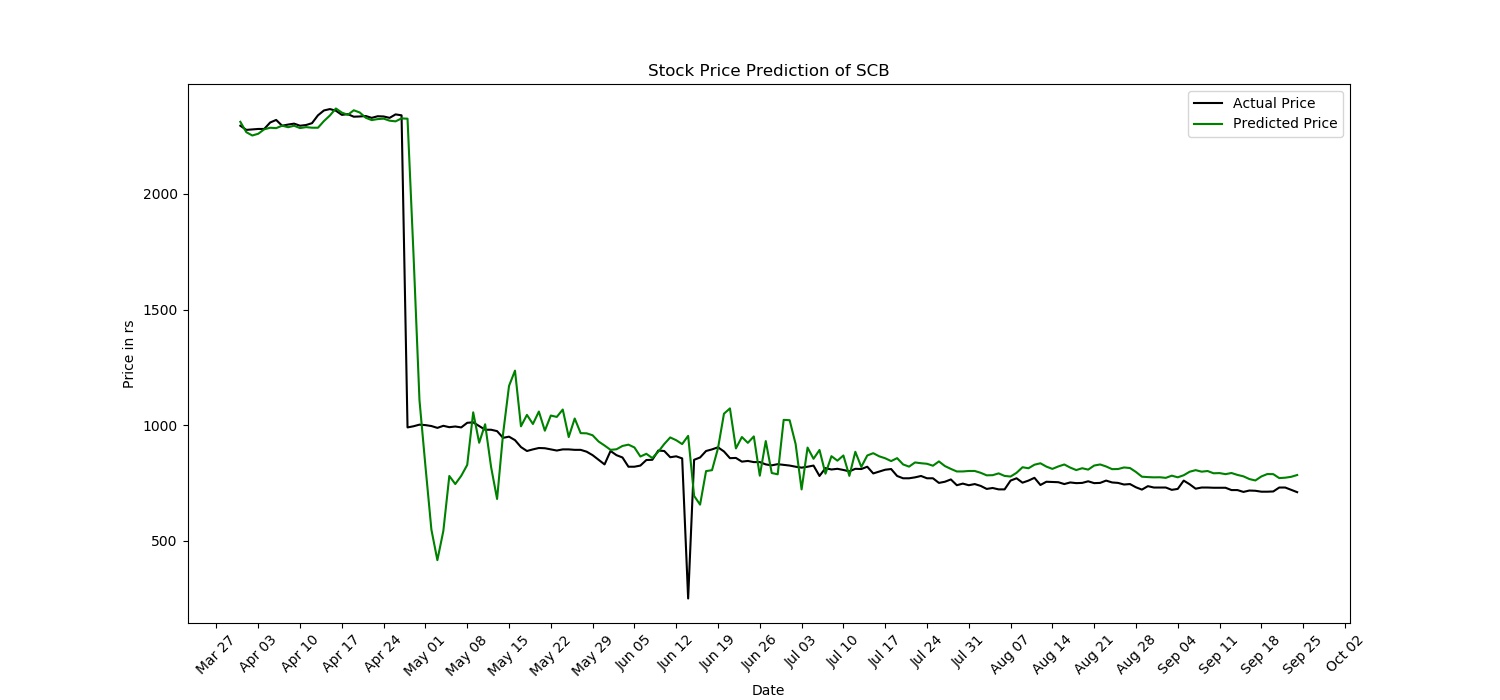 Stock Price Prediction of SCB
Actual Price
Predicted Price
Price in rs
2000
1500
1000
500
Mar 27
Apr 03
Apr 10
Apr 17
Apr 24
May 01
May 08
May 15
May 22
May 29
Jun 05
Jun 12
Jun 19
Jun 26
Jul 03
Jul 10
Jul 17
Jul 24
Jul 31
Aug 07
Aug 14
Aug 21
Aug 28
Sep 04
Sep 11
Sep 18
Sep 25
Oct 02
Date